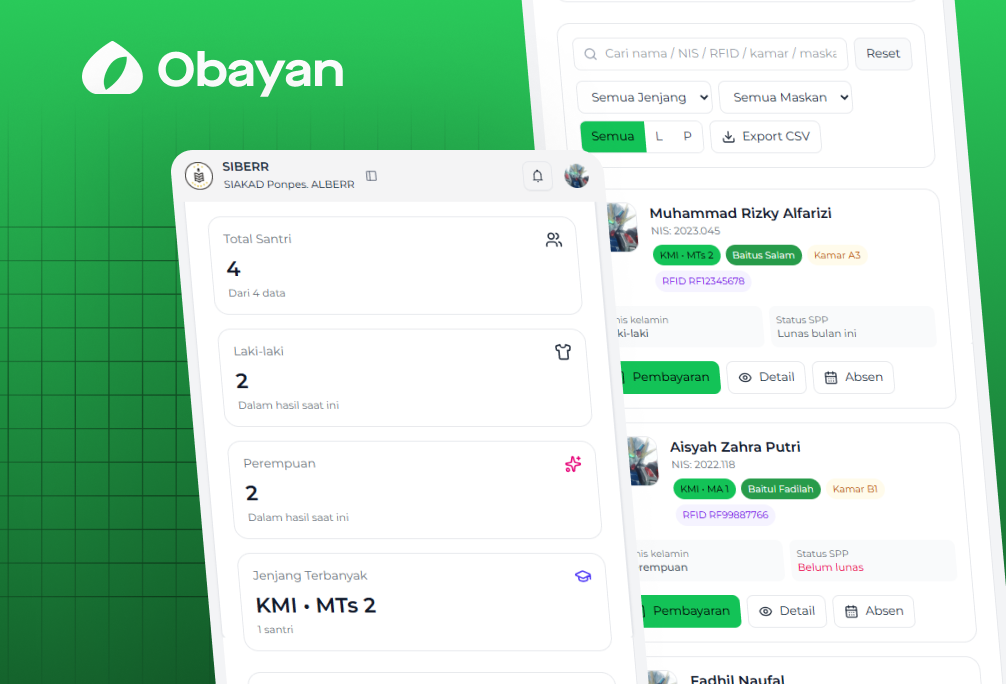 Obayan
SIBERR
SIAKAD Ponpes. ALBERR
Total Santri
4
Dari 4 data
Laki-laki
2
Dalam hasil saat ini
Perempuan
2
Dalam hasil saat ini
Jenjang Terbanyak
KMI • MTs 2
1 santri
Cari nama / NIS / RFID / kamar / maska
Reset
Semua Jenjang
Semua Maskan
Semua
L
P
Export CSV
Muhammad Rizky Alfarizi
NIS: 2023.045
KMI • MTs 2
Baitus Salam
Kamar A3
RFID RF12345678
nis kelamin
ki-laki
Status SPP
Lunas bulan ini
Pembayaran
Detail
Absen
Aisyah Zahra Putri
NIS: 2022.118
KMI • MA 1
Baitul Fadilah
Kamar B1
RFID RF99887766
nis kelamin
rempuan
Status SPP
Belum lunas
Pembayaran
Detail
Absen
Fadhil Naufal